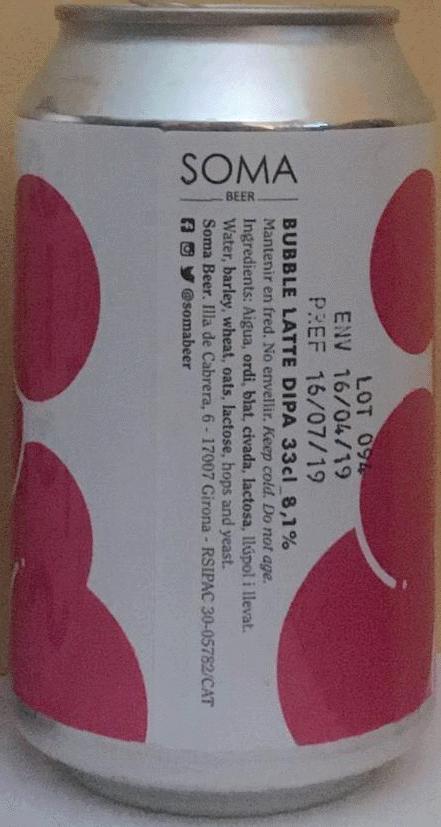 SOMA
BEER
LOT 094
ENV 16/04/19
PREF 16/07/19
BUBBLE LATTE DIPA 33cl 8,1%
Mantenir en fred. No envellir. Keep cold. Do not age.
Ingredients: Aigua, ordi, blat, civada, lactosa, llúpol i llevat.
Water, barley, wheat, oats, lactose, hops and yeast.
Soma Beer. Illa de Cabrera, 6 - 17007 Girona - RSIPAC 30-05782/CAT
@somabeer